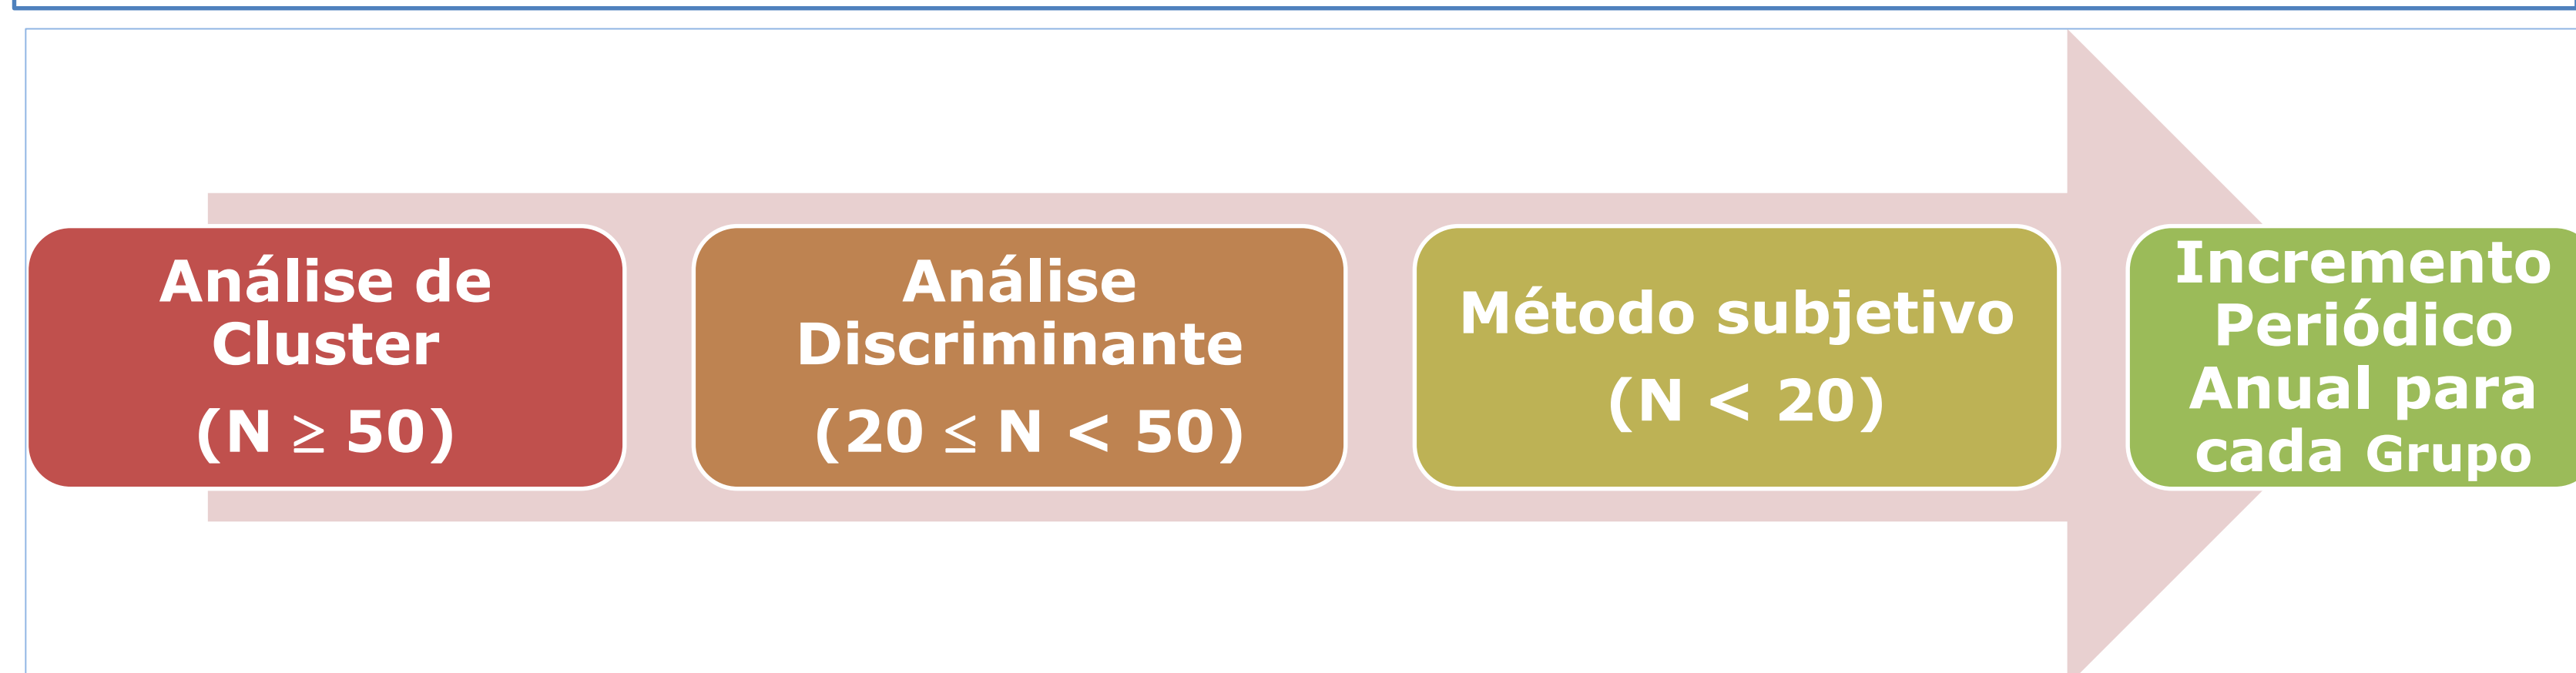 Análise de
Cluster
(N ≥ 50)
Análise
Discriminante
(20 ≤ N < 50)
Método subjetivo
(N < 20)
Incremento
Periódico
Anual para
cada Grupo